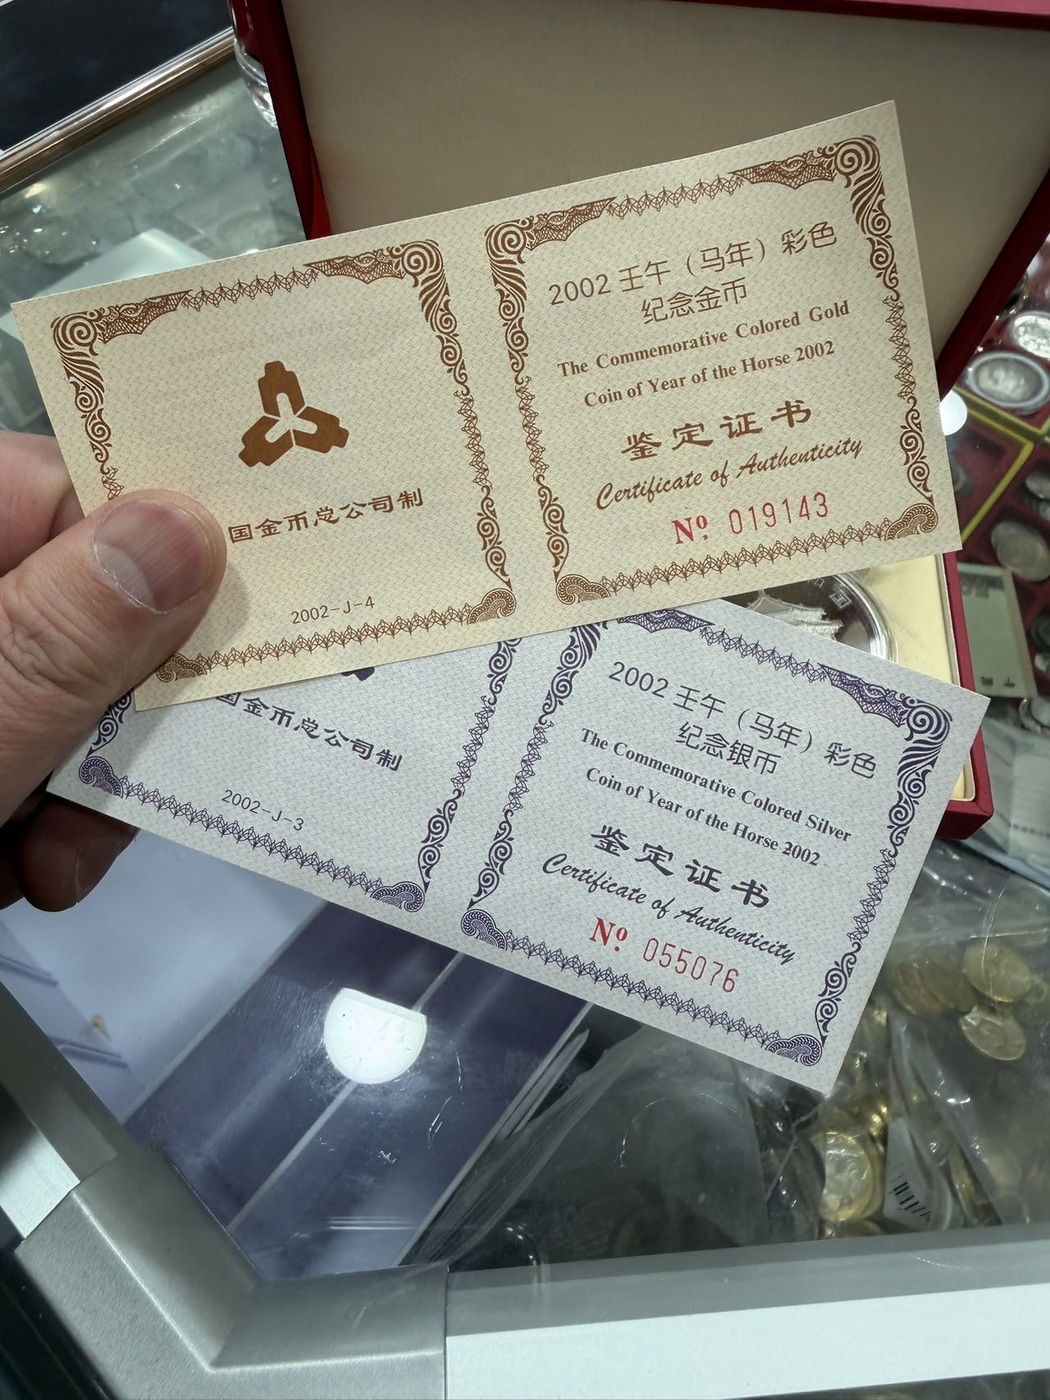 国金币总公司制
2002-J-4
2002 壬午（马年）彩色
纪念金币
The Commemorative Colored Gold
Coin of Year of the Horse 2002
鉴定证书
Certificate of Authenticity
Nº. 019143
国金币总公司制
2002-J-3
2002 壬午（马年）彩色
纪念银币
The Commemorative Colored Silver
Coin of Year of the Horse 2002
鉴定证书
Certificate of Authenticity
Nº. 055076